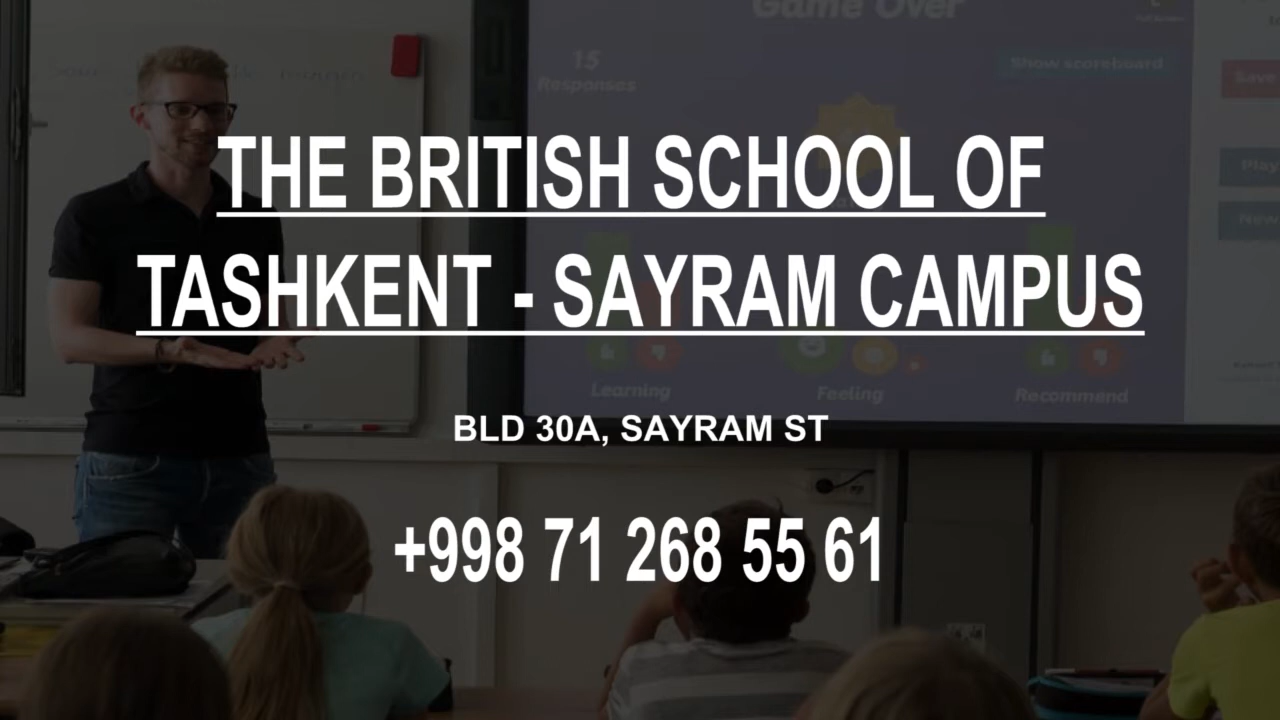 Game Over
15
Responses
Show scoreboard
THE BRITISH SCHOOL OF
TASHKENT - SAYRAM CAMPUS
Learning
Feeling
Recommend
BLD 30A, SAYRAM ST
+998 71 268 55 61